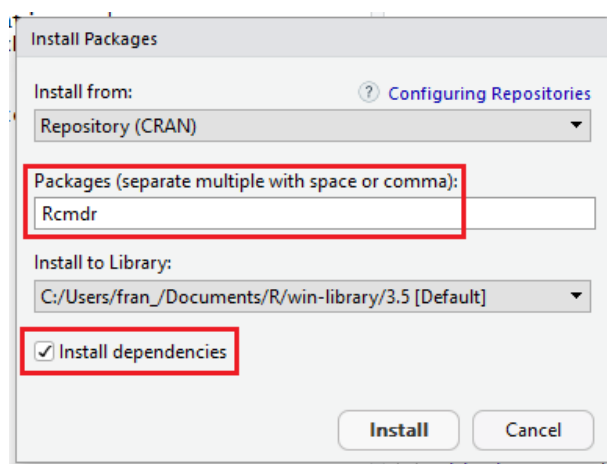 Install Packages
Install from:
? Configuring Repositories
Repository (CRAN)
Packages (separate multiple with space or comma):
Rcmdr
Install to Library:
C:/Users/fran_/Documents/R/win-library/3.5 [Default]
Install dependencies
Install
Cancel